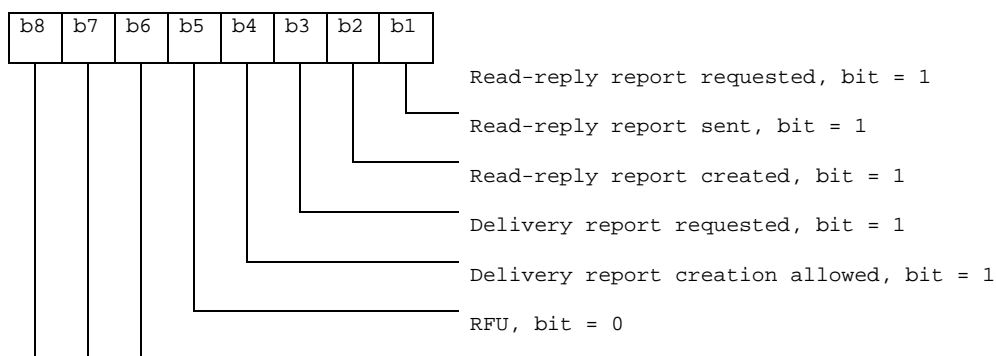 b8 b7 b6 b5 b4 b3 b2 b1
Read-reply report requested, bit = 1
Read-reply report sent, bit = 1
Read-reply report created, bit = 1
Delivery report requested, bit = 1
Delivery report creation allowed, bit = 1
RFU, bit = 0